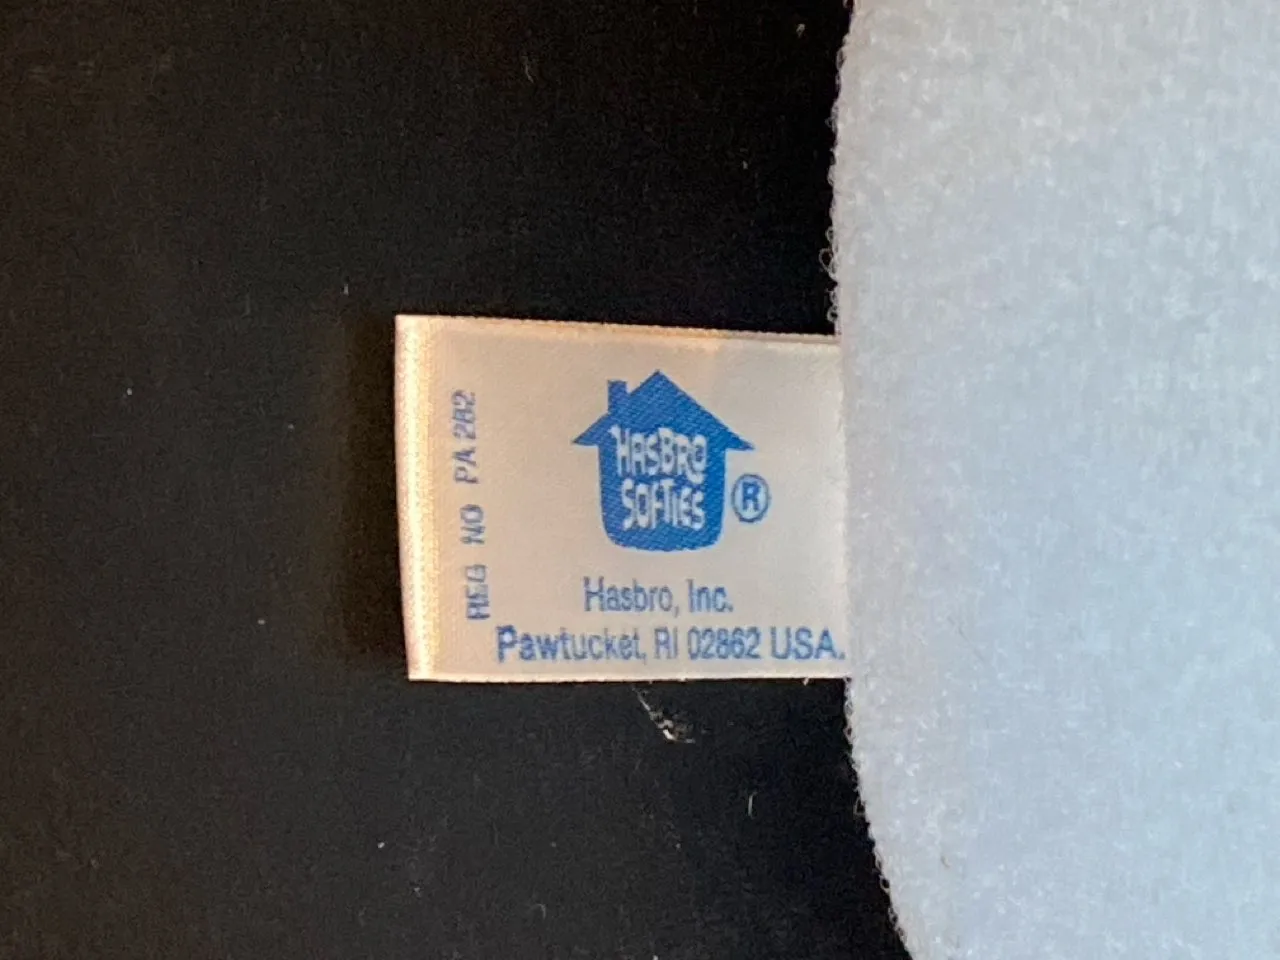 HASBRO
SOFTIES
®
Hasbro, Inc.
Pawtucket, RI 02862 USA.
REG NO PA 282